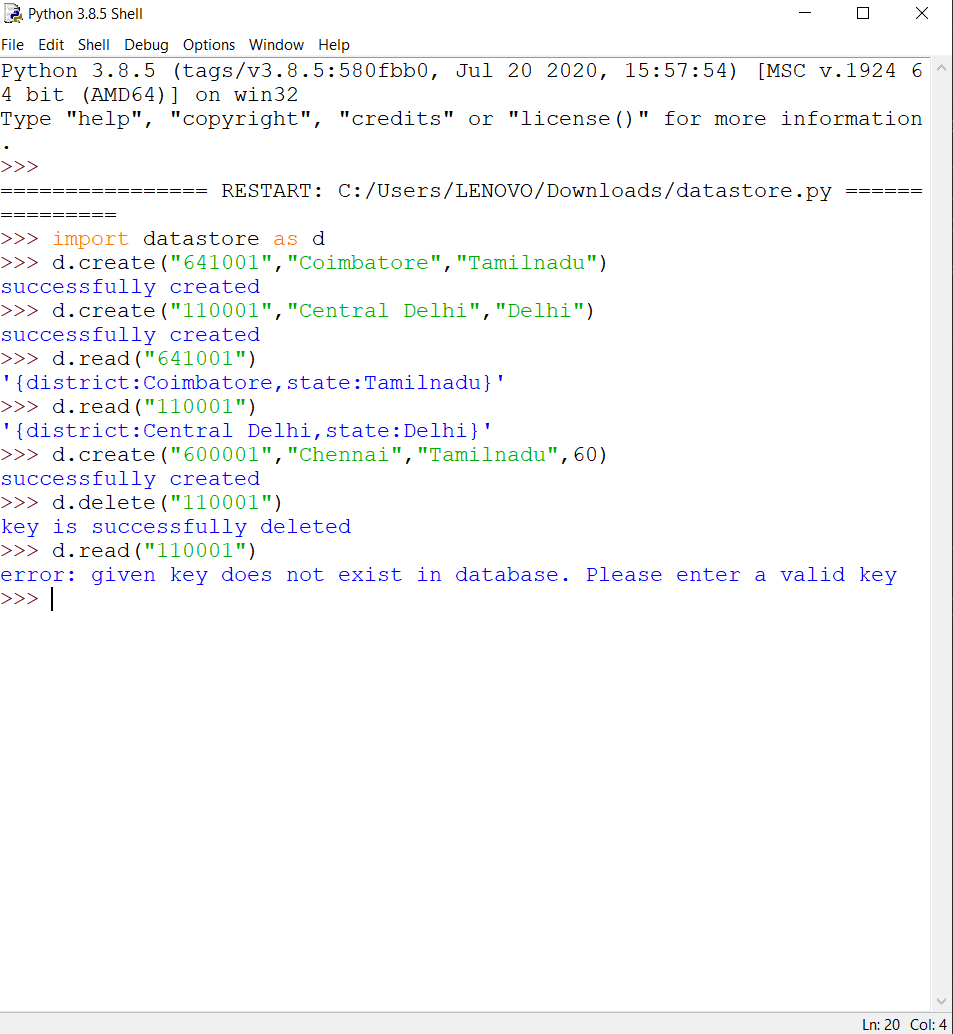 Python 3.8.5 Shell
File Edit Shell Debug Options Window Help
Python 3.8.5 (tags/v3.8.5:580fbb0, Jul 20 2020, 15:57:54) [MSC v.1924 6
4 bit (AMD64)] on win32
Type "help", "copyright", "credits" or "license()" for more information
.
>>>
================ RESTART: C:/Users/LENOVO/Downloads/datastore.py ======
=========
>>> import datastore as d
>>> d.create("641001","Coimbatore","Tamilnadu")
successfully created
>>> d.create("110001","Central Delhi","Delhi")
successfully created
>>> d.read("641001")
'{district:Coimbatore,state:Tamilnadu}'
>>> d.read("110001")
'{district:Central Delhi,state:Delhi}'
>>> d.create("600001","Chennai","Tamilnadu",60)
successfully created
>>> d.delete("110001")
key is successfully deleted
>>> d.read("110001")
error: given key does not exist in database. Please enter a valid key
>>>
Ln: 20 Col: 4